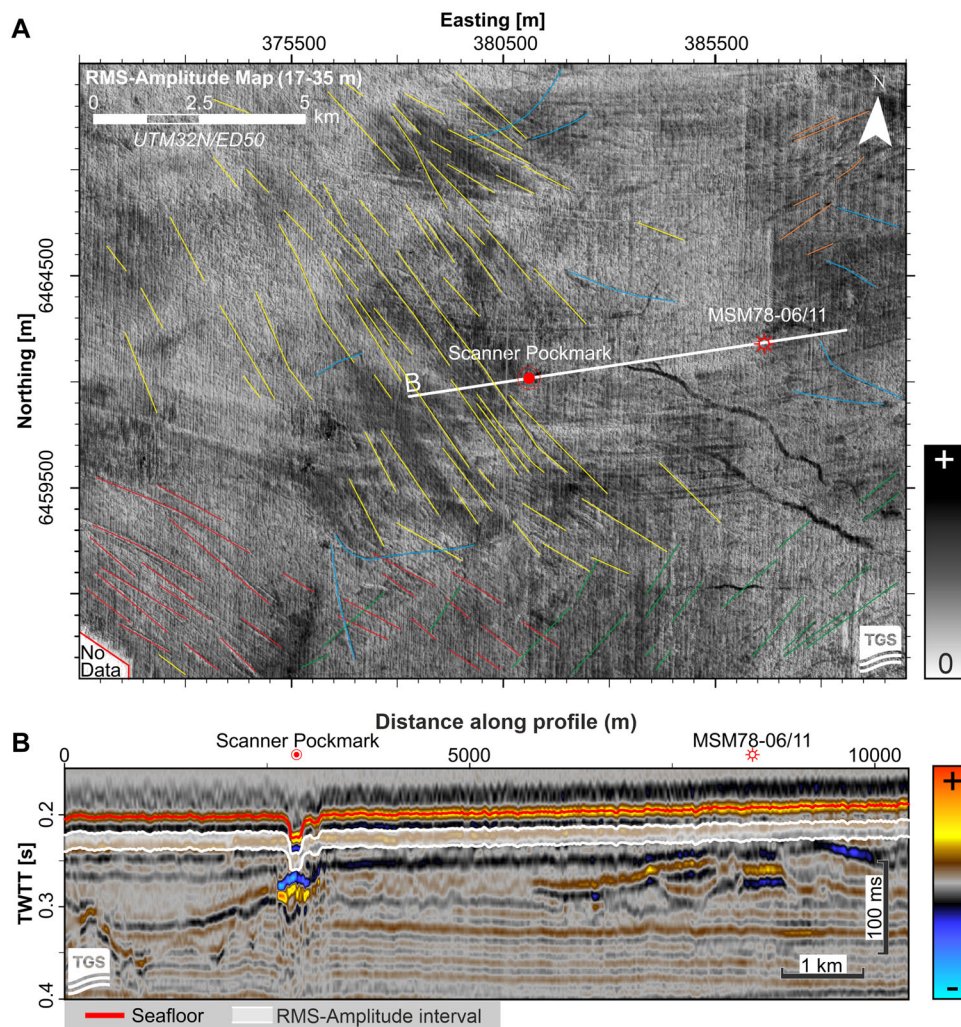 A
Easting [m]
375500 380500 385500
RMS-Amplitude Map (17-35 m)
0 2.5 5
km
UTM32N/ED50
N
Northing [m]
6464500
6459500
MSM78-06/11
Scanner Pockmark
B
No
Data
TGS
+
0
B
Distance along profile (m)
Scanner Pockmark MSM78-06/11
0 5000 10000
TWTT [s]
0.2
0.3
0.4
100 ms
1 km
TGS
+
-
Seafloor RMS-Amplitude interval